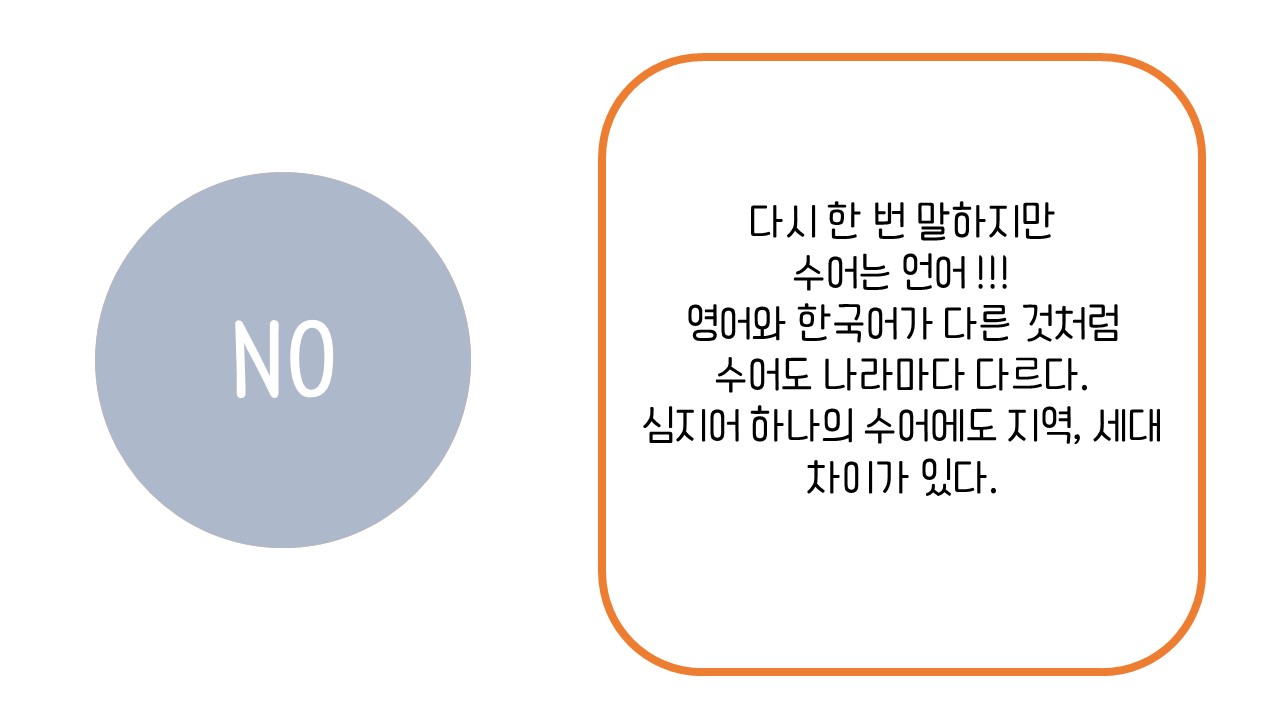 NO
다시 한 번 말하지만
수어는 언어 !!!
영어와 한국어가 다른 것처럼
수어도 나라마다 다르다.
심지어 하나의 수어에도 지역, 세대
차이가 있다.